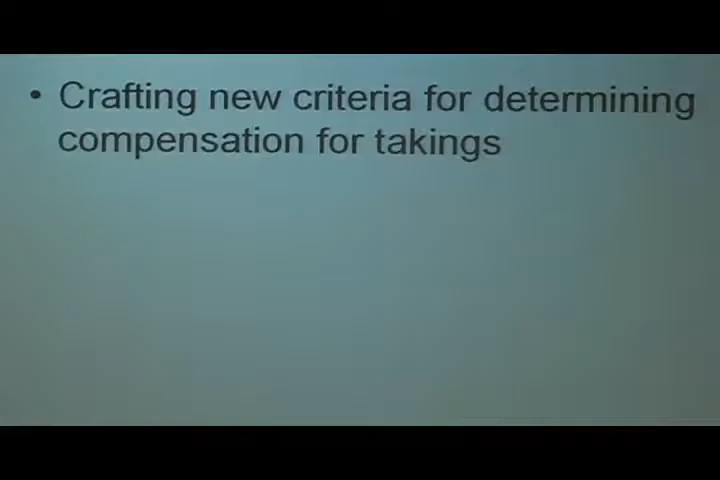 • Crafting new criteria for determining
compensation for takings